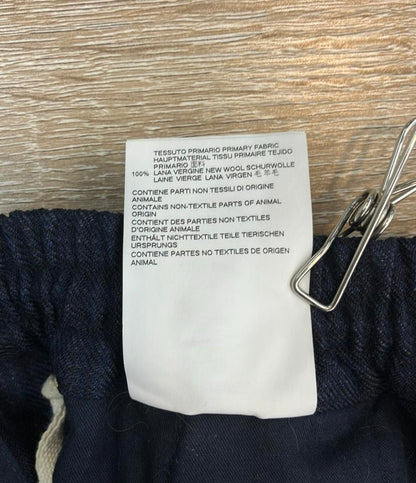 TESSUTO PRIMARIO PRIMARY FABRIC
HAUPTMATERIAL TISSU PRIMAIRE TEJIDO
PRIMARIO 面料
100% LANA VERGINE NEW WOOL SCHURWOLLE
LAINE VIERGE LANA VIRGEN 毛 羊毛
CONTIENE PARTI NON TESSILI DI ORIGINE
ANIMALE
CONTAINS NON-TEXTILE PARTS OF ANIMAL
ORIGIN
CONTIENT DES PARTIES NON TEXTILES
D'ORIGINE ANIMALE
ENTHÄLT NICHTTEXTILE TEILE TIERISCHEN
URSPRUNGS
CONTIENE PARTES NO TEXTILES DE ORIGEN
ANIMAL